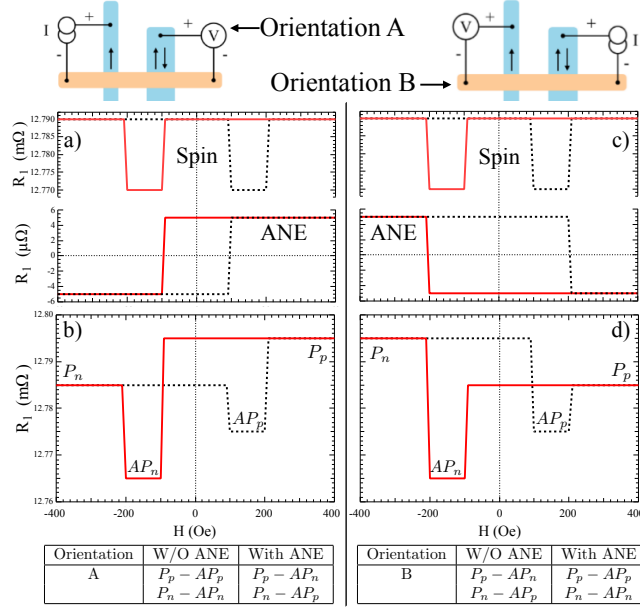 I + - + V - Orientation A
V + - + I -
Orientation B
a) Spin
R₁ (mΩ)
12.790
12.785
12.780
12.775
12.770
ANE
R₁ (μΩ)
6
4
2
0
-2
-4
-6
b)
R₁ (mΩ)
12.80
12.79
12.78
12.77
12.76
Pₙ
Pₚ
APₚ
APₙ
-400 -200 0 200 400
H (Oe)
c)
Spin
ANE
d)
Pₙ
Pₚ
APₚ
APₙ
-400 -200 0 200 400
H (Oe)
Orientation W/O ANE With ANE
A Pₚ − APₚ Pₚ − APₙ
Pₙ − APₙ Pₙ − APₚ
Orientation W/O ANE With ANE
B Pₚ − APₙ Pₚ − APₚ
Pₙ − APₚ Pₙ − APₙ